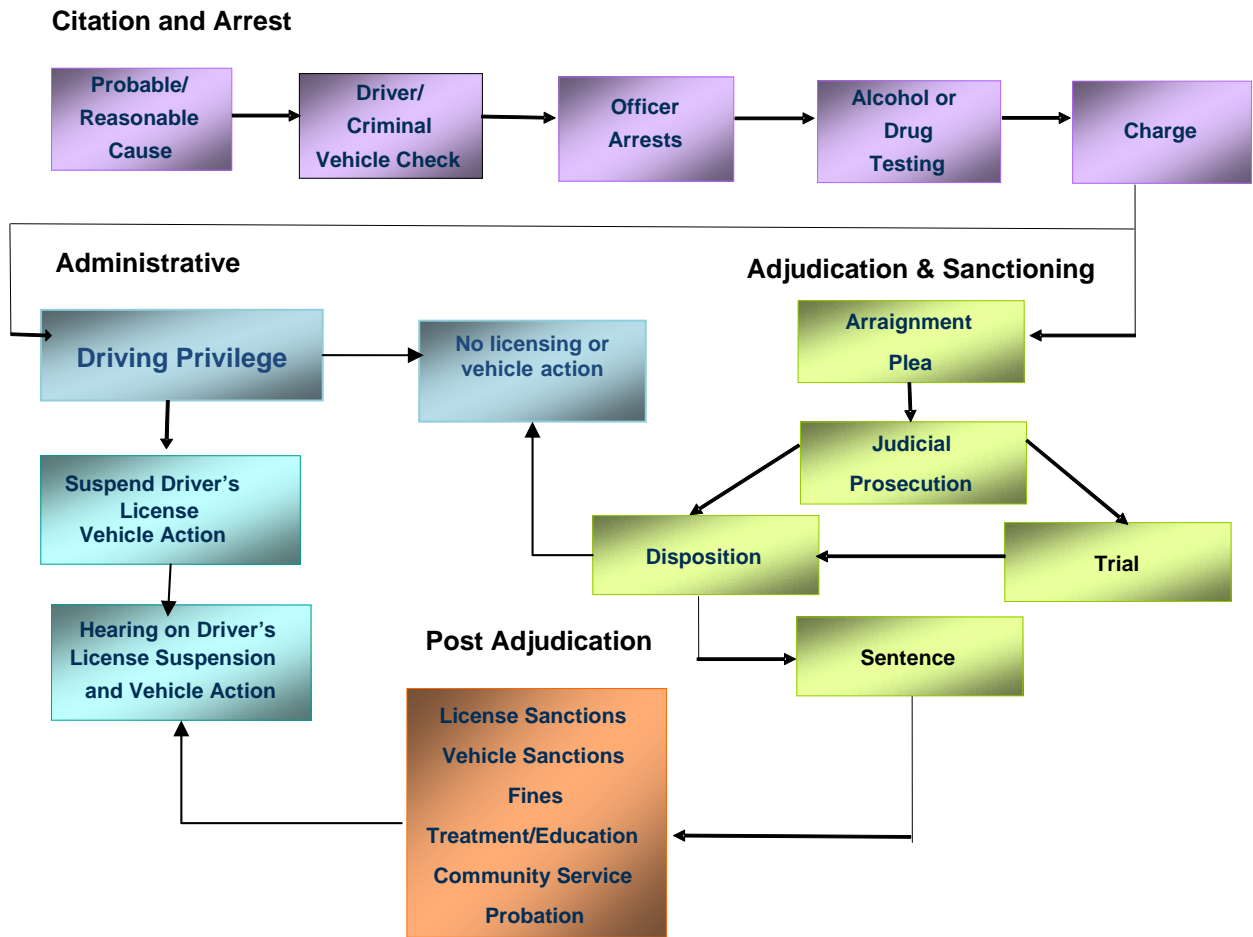 Citation and Arrest
Probable/
Reasonable
Cause
Driver/
Criminal
Vehicle Check
Officer
Arrests
Alcohol or
Drug
Testing
Charge
Administrative
Adjudication & Sanctioning
Driving Privilege
No licensing or
vehicle action
Arraignment
Plea
Suspend Driver's
License
Vehicle Action
Judicial
Prosecution
Disposition
Trial
Hearing on Driver's
License Suspension
and Vehicle Action
Post Adjudication
Sentence
License Sanctions
Vehicle Sanctions
Fines
Treatment/Education
Community Service
Probation